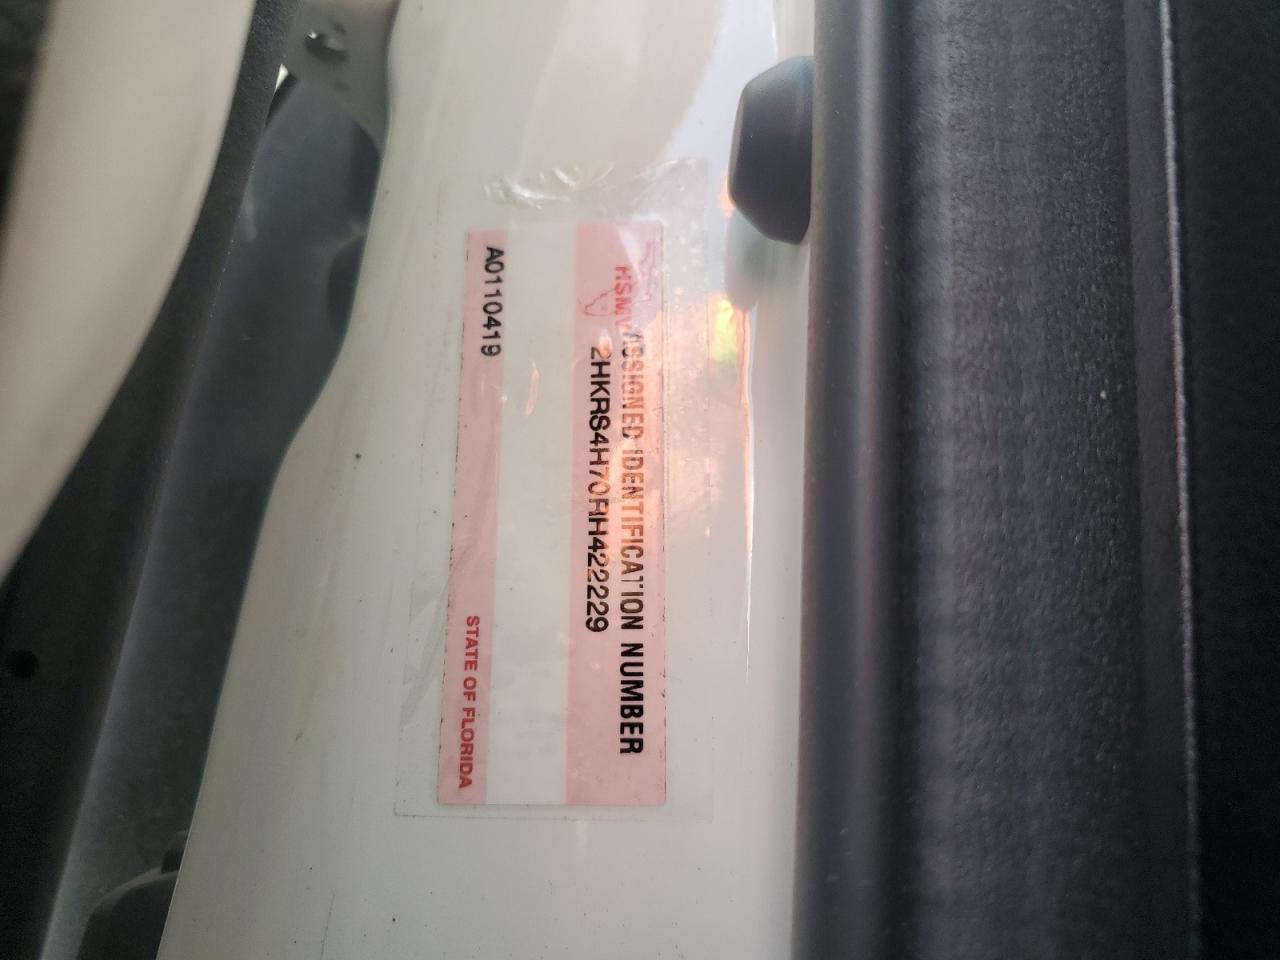 HSMV ASSIGNED IDENTIFICATION NUMBER
2HKRS4H70RH422229
A0110419
STATE OF FLORIDA